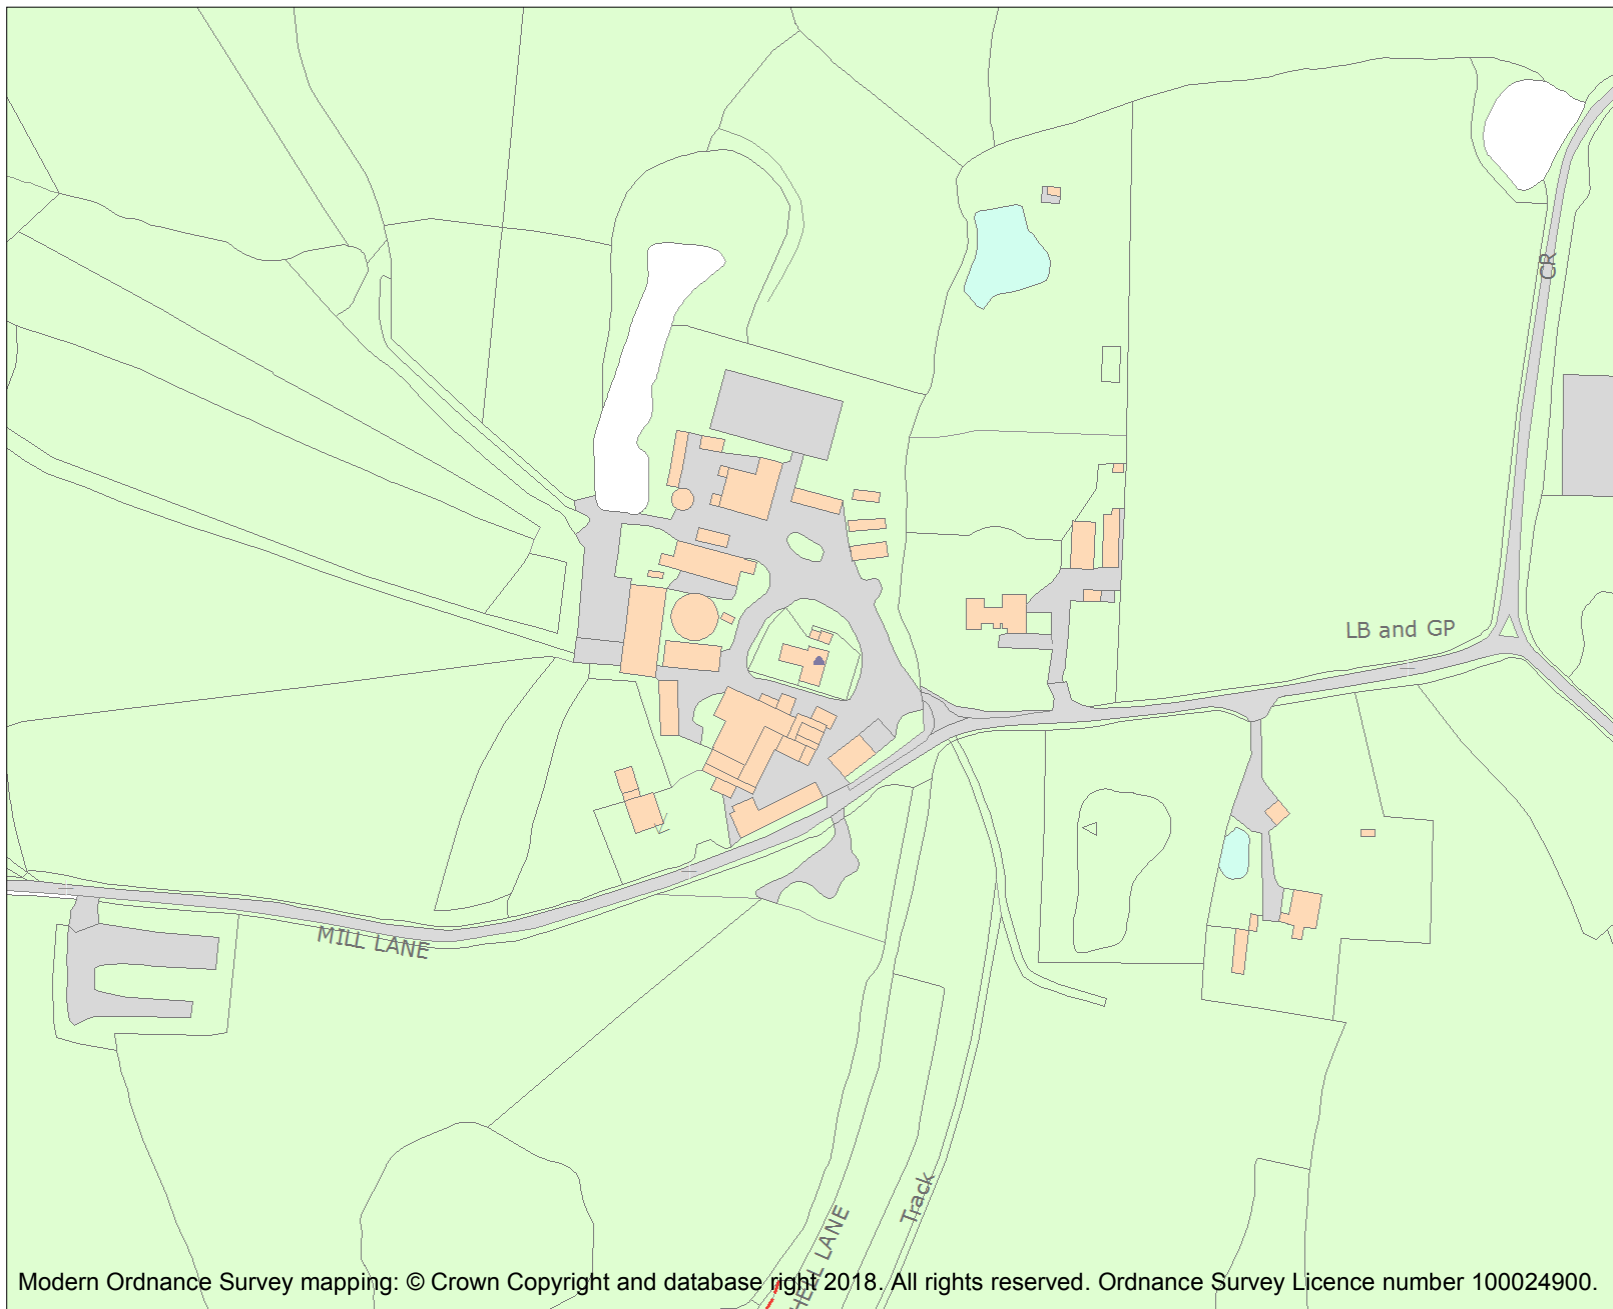 CR
LB and GP
MILL LANE
Track
LANE
Modern Ordnance Survey mapping: © Crown Copyright and database right 2018. All rights reserved. Ordnance Survey Licence number 100024900.